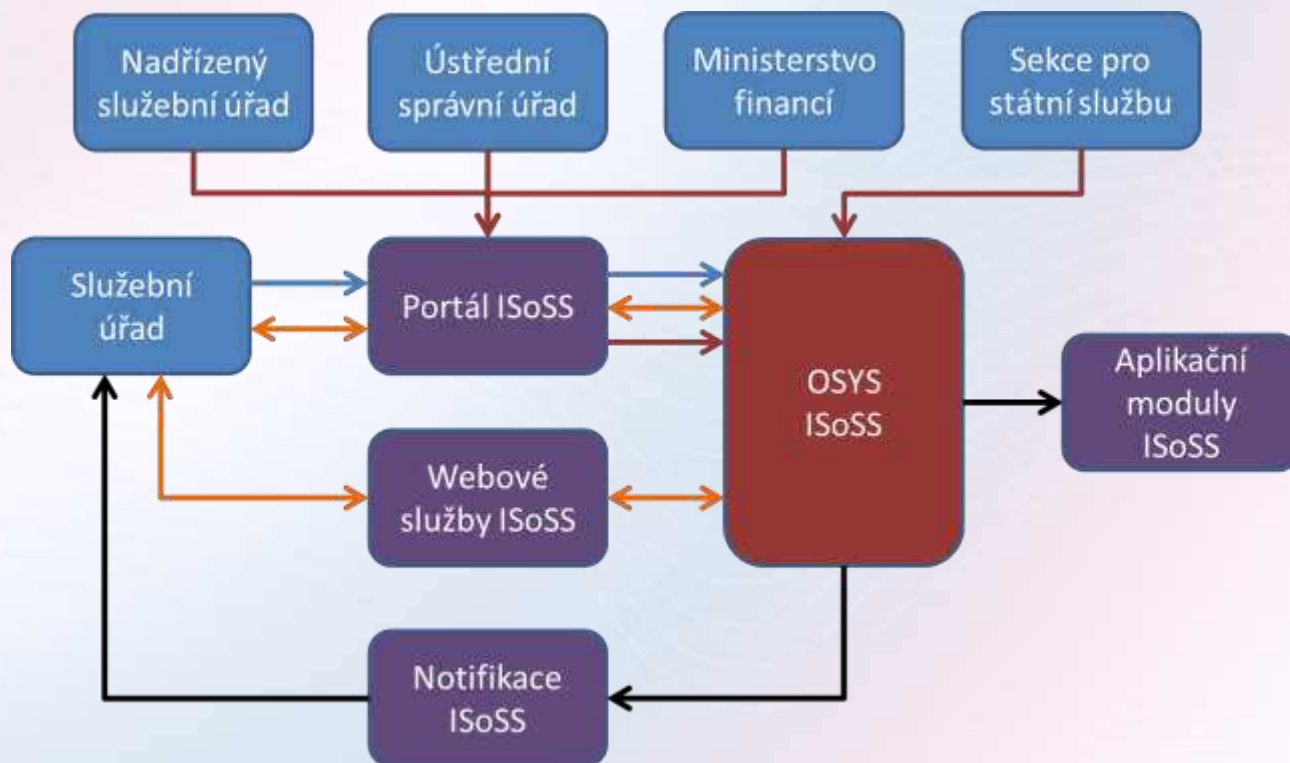 Nadřízený
služební úřad
Ústřední
správní úřad
Ministerstvo
financí
Sekce pro
státní službu
Služební
úřad
Portál ISoSS
OSYS
ISoSS
Aplikační
moduly
ISoSS
Webové
služby ISoSS
Notifikace
ISoSS